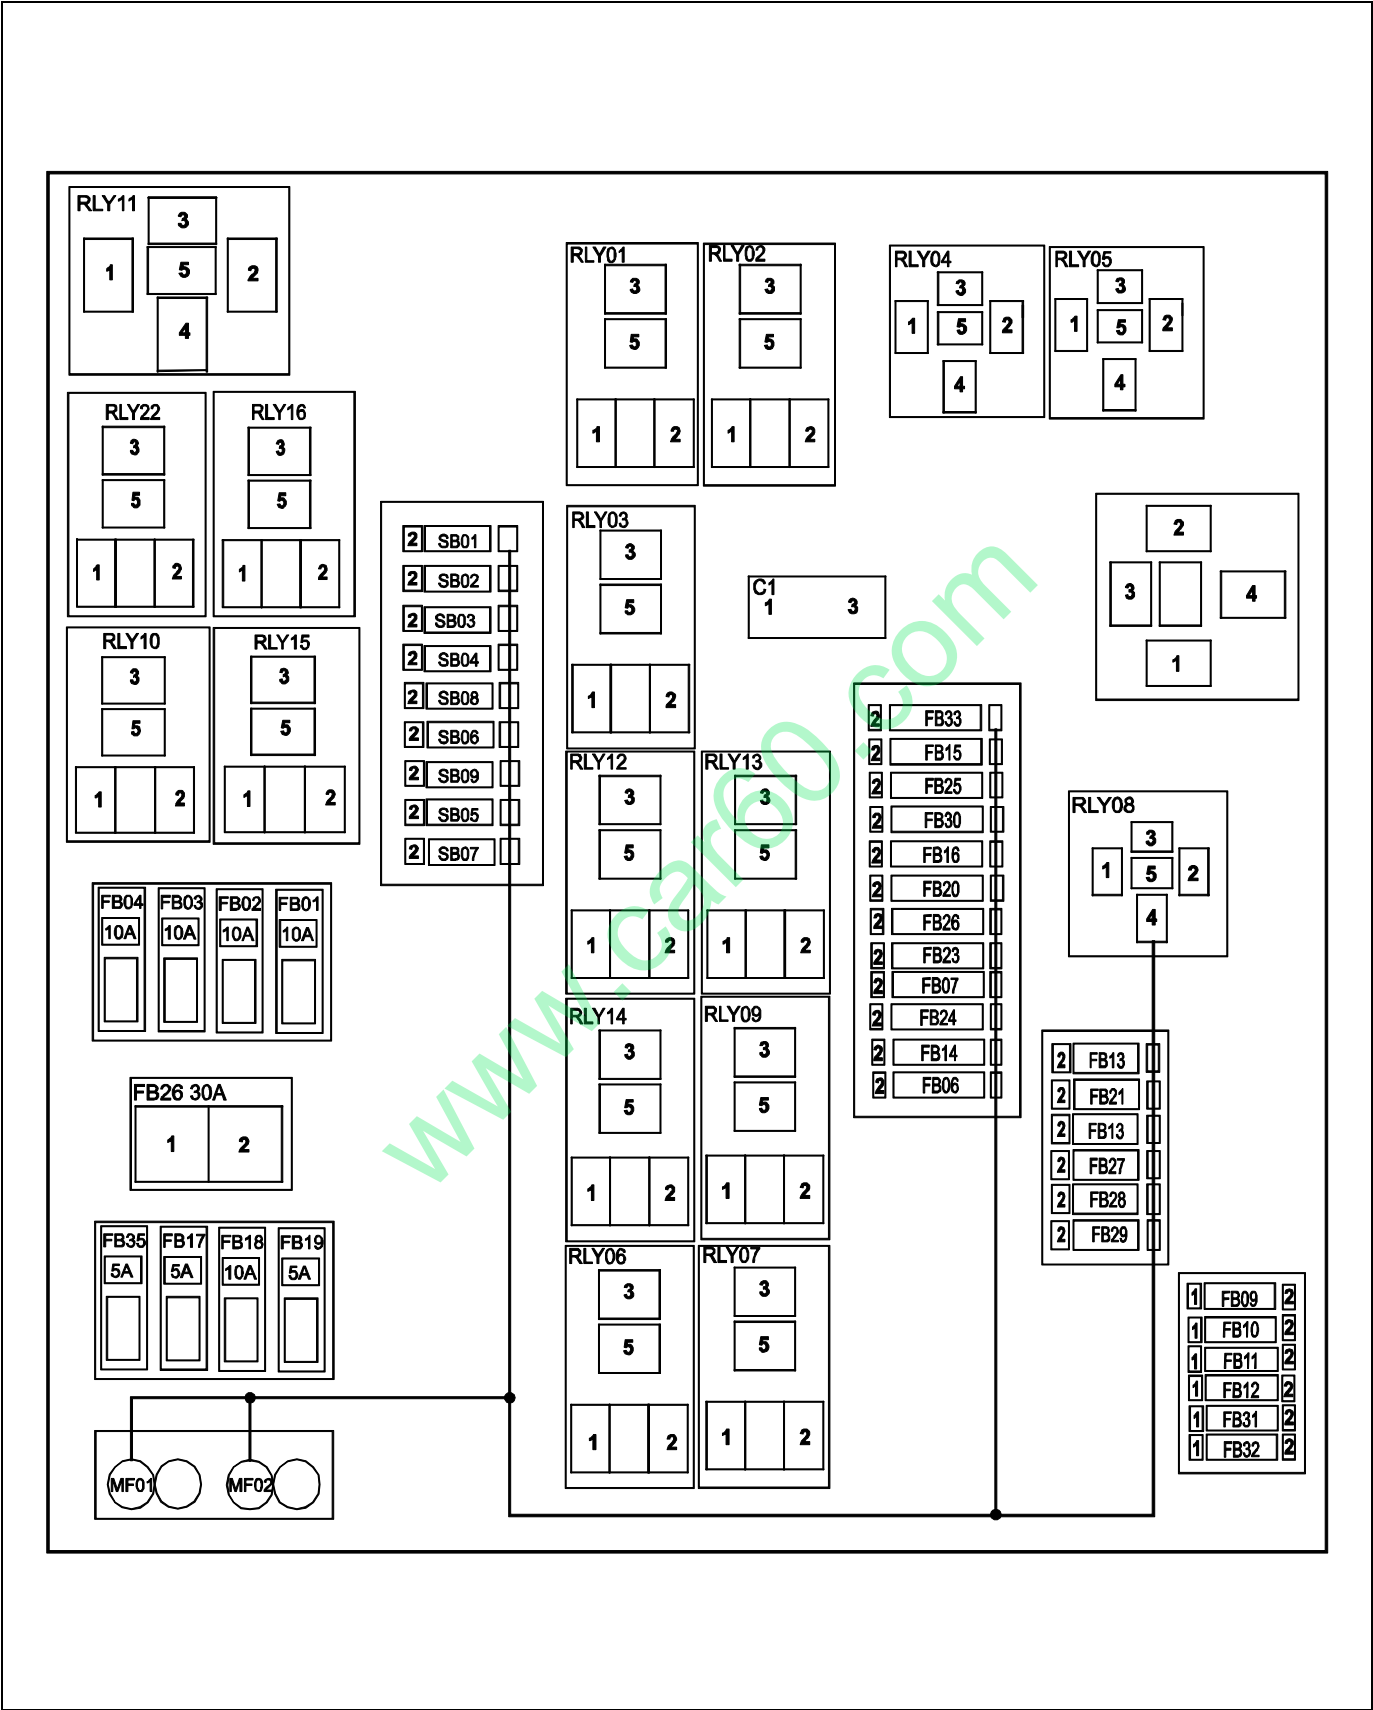 RLY11
3
1 5 2
4
RLY22
3
5
1 2
RLY16
3
5
1 2
RLY10
3
5
1 2
RLY15
3
5
1 2
FB04 FB03 FB02 FB01
10A 10A 10A 10A
FB26 30A
1 2
FB35 FB17 FB18 FB19
5A 5A 10A 5A
MF01 MF02
2 SB01
2 SB02
2 SB03
2 SB04
2 SB08
2 SB06
2 SB09
2 SB05
2 SB07
RLY01
3
5
1 2
RLY02
3
5
1 2
RLY03
3
5
1 2
RLY12
3
5
1 2
RLY13
3
5
1 2
RLY14
3
5
1 2
RLY09
3
5
1 2
RLY06
3
5
1 2
RLY07
3
5
1 2
RLY04
3
1 5 2
4
RLY05
3
1 5 2
4
C1
1 3
2
3 4
1
2 FB33
2 FB15
2 FB25
2 FB30
2 FB16
2 FB20
2 FB26
2 FB23
2 FB07
2 FB24
2 FB14
2 FB06
RLY08
3
1 5 2
4
2 FB13
2 FB21
2 FB13
2 FB27
2 FB28
2 FB29
1 FB09 2
1 FB10 2
1 FB11 2
1 FB12 2
1 FB31 2
1 FB32 2
www.car60.com